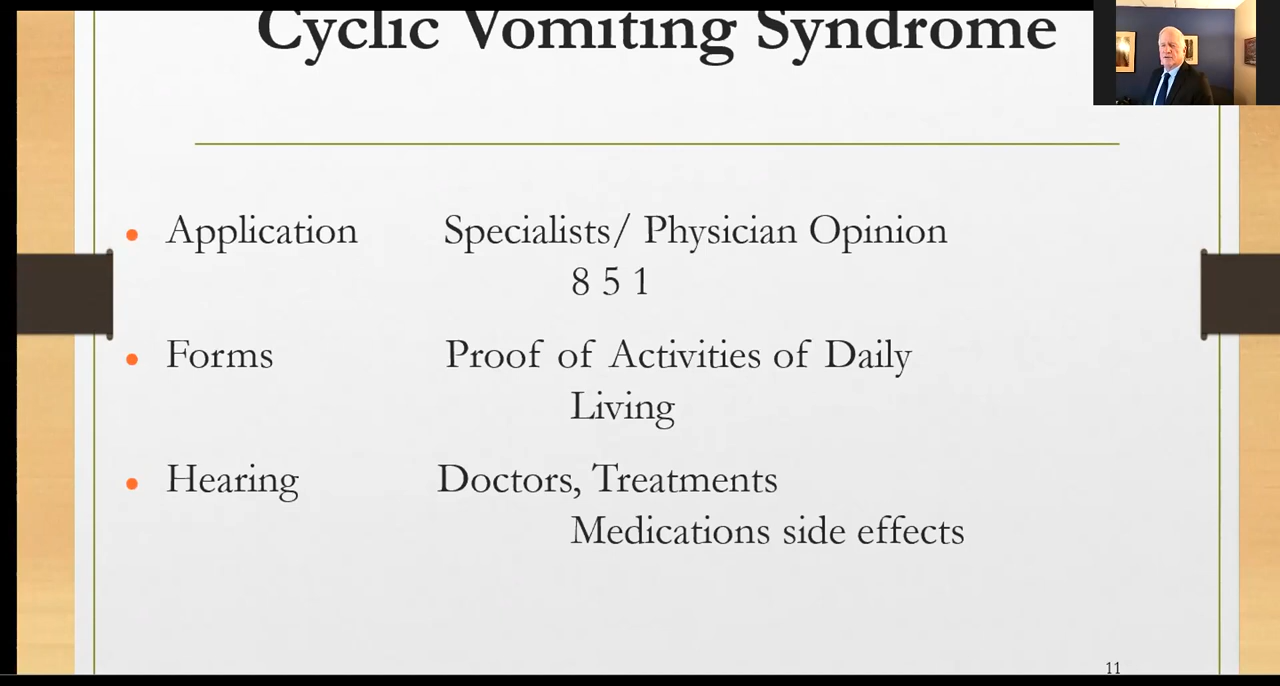 Cyclic Vomiting Syndrome
• Application Specialists/ Physician Opinion
8 5 1
• Forms Proof of Activities of Daily
Living
• Hearing Doctors, Treatments
Medications side effects
11